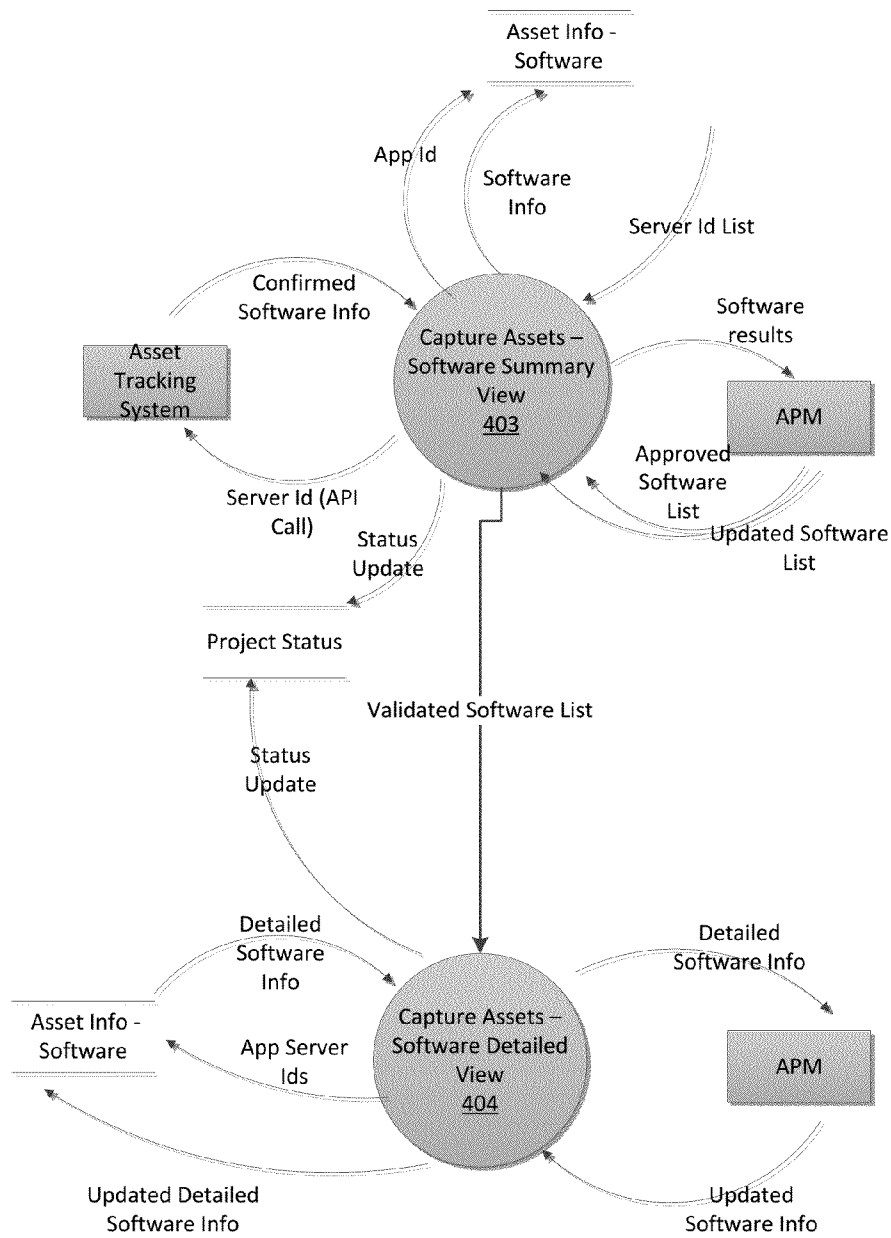 Asset Info -
Software
App Id
Software
Info
Server Id List
Confirmed
Software Info
Software
results
Capture Assets –
Software Summary
View
403
Asset
Tracking
System
APM
Approved
Software
List
Server Id (API
Call)
Updated Software
List
Status
Update
Project Status
Validated Software List
Status
Update
Detailed
Software
Info
Detailed
Software Info
Asset Info -
Software
Capture Assets –
Software Detailed
View
404
App Server
Ids
APM
Updated Detailed
Software Info
Updated
Software Info